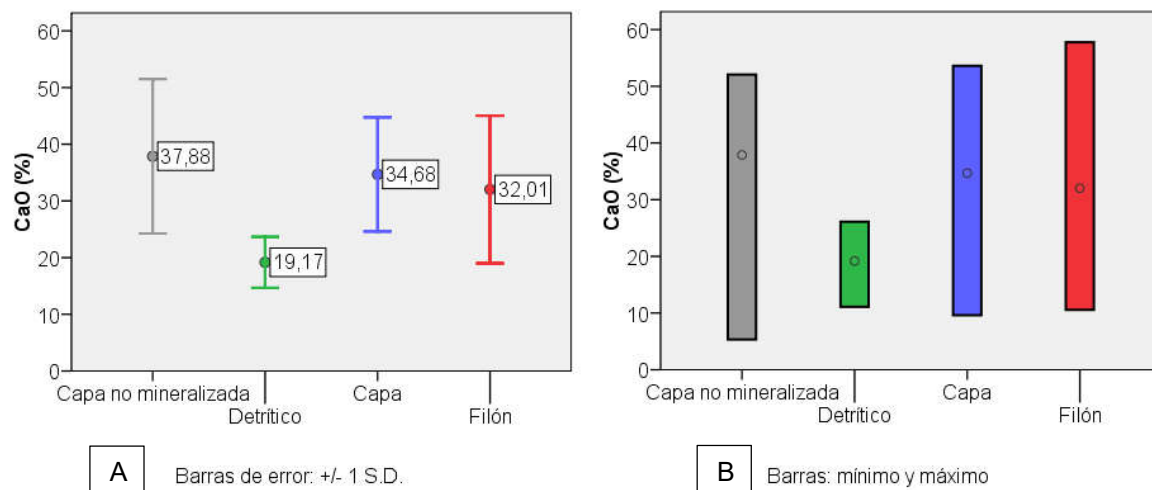 CaO (%)
60
50
40
30
20
10
0
37,88
19,17
34,68
32,01
Capa no mineralizada
Detrítico
Capa
Filón
A
Barras de error: +/- 1 S.D.
CaO (%)
60
50
40
30
20
10
0
Capa no mineralizada
Detrítico
Capa
Filón
B
Barras: mínimo y máximo